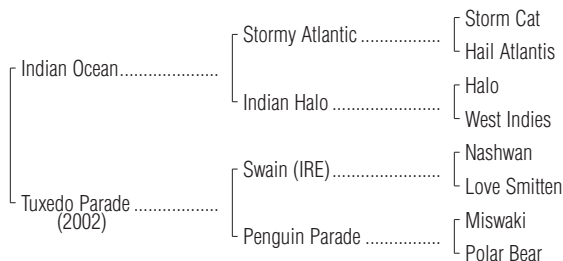 Storm Cat
Stormy Atlantic ..................
Hail Atlantis
Indian Ocean......................
Halo
Indian Halo ........................
West Indies
Nashwan
Swain (IRE)........................
Love Smitten
Tuxedo Parade ...................
(2002)
Miswaki
Penguin Parade .................
Polar Bear